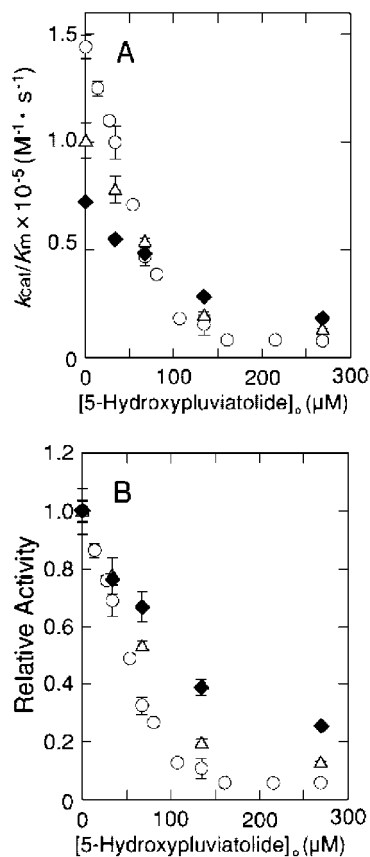 A
1.5
1.0
0.5
0
kcat/Km × 10⁻⁵ (M⁻¹ · s⁻¹)
0 100 200 300
[5-Hydroxypluviatolide]ₒ (μM)
B
1.2
1.0
0.8
0.6
0.4
0.2
0
Relative Activity
0 100 200 300
[5-Hydroxypluviatolide]ₒ (μM)